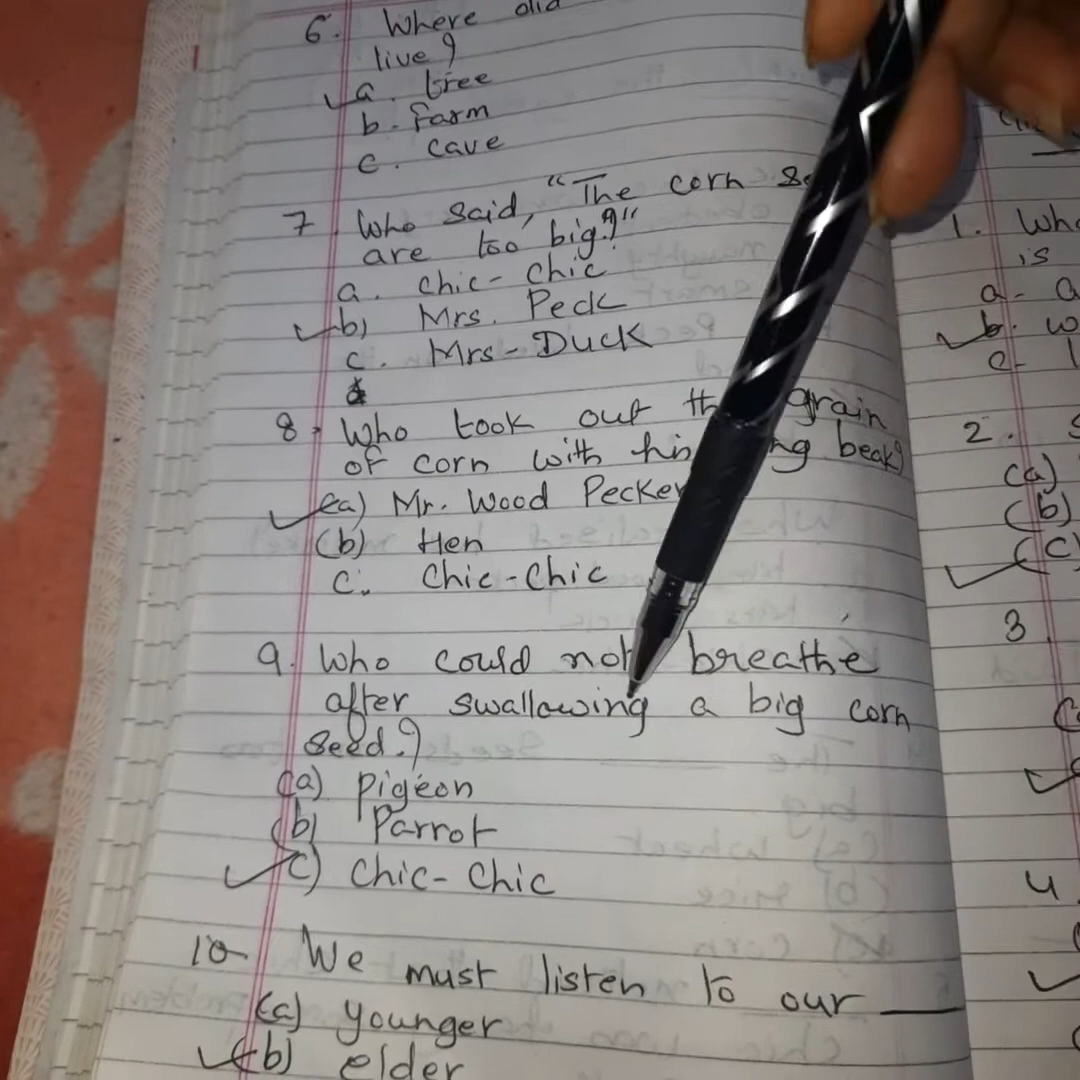 6. Where did
live?
a. tree
b. Farm
c. cave
7. Who said, "The corn
are too big?"
a. Chic-Chic
b) Mrs. Peck
c. Mrs-Duck
8. Who took out the grain
of corn with his beak?
(a) Mr. Wood Pecker
(b) Hen
c. Chic-Chic
9. Who could not breathe
after swallowing a big corn
seed?
(a) Pigeon
(b) Parrot
(c) Chic-Chic
10- We must listen to our ____
(a) younger
(b) elder
1.
is
a-
b.
c-
2.
(a)
(b)
(c)
3.
4